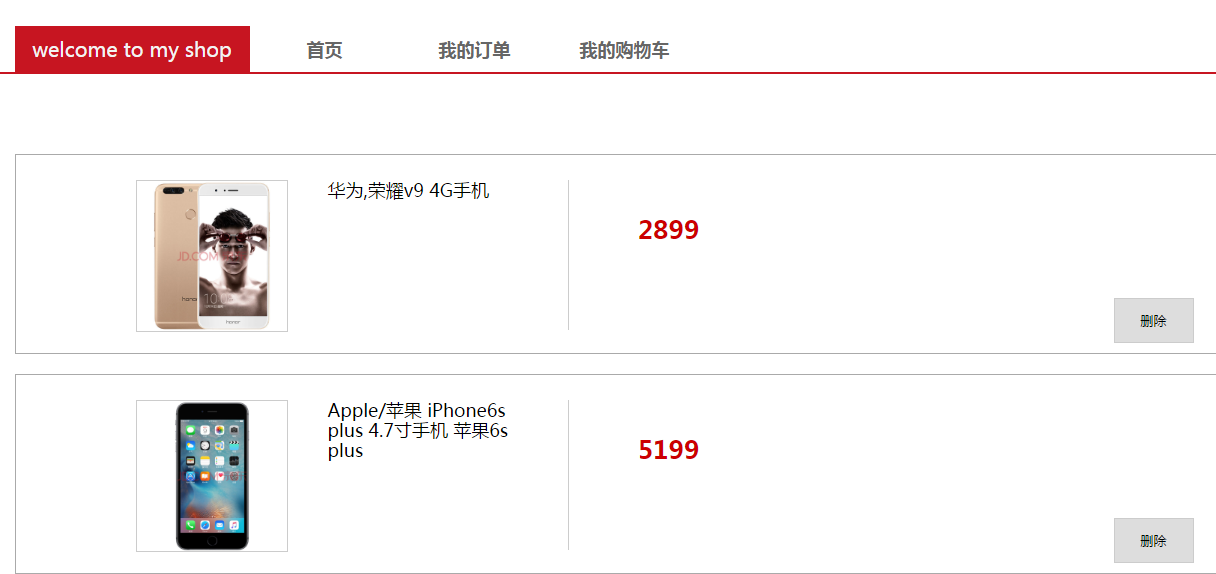 welcome to my shop
首页
我的订单
我的购物车
华为,荣耀v9 4G手机
2899
JD.COM
honor
honor
删除
Apple/苹果 iPhone6s
plus 4.7寸手机 苹果6s
plus
5199
删除